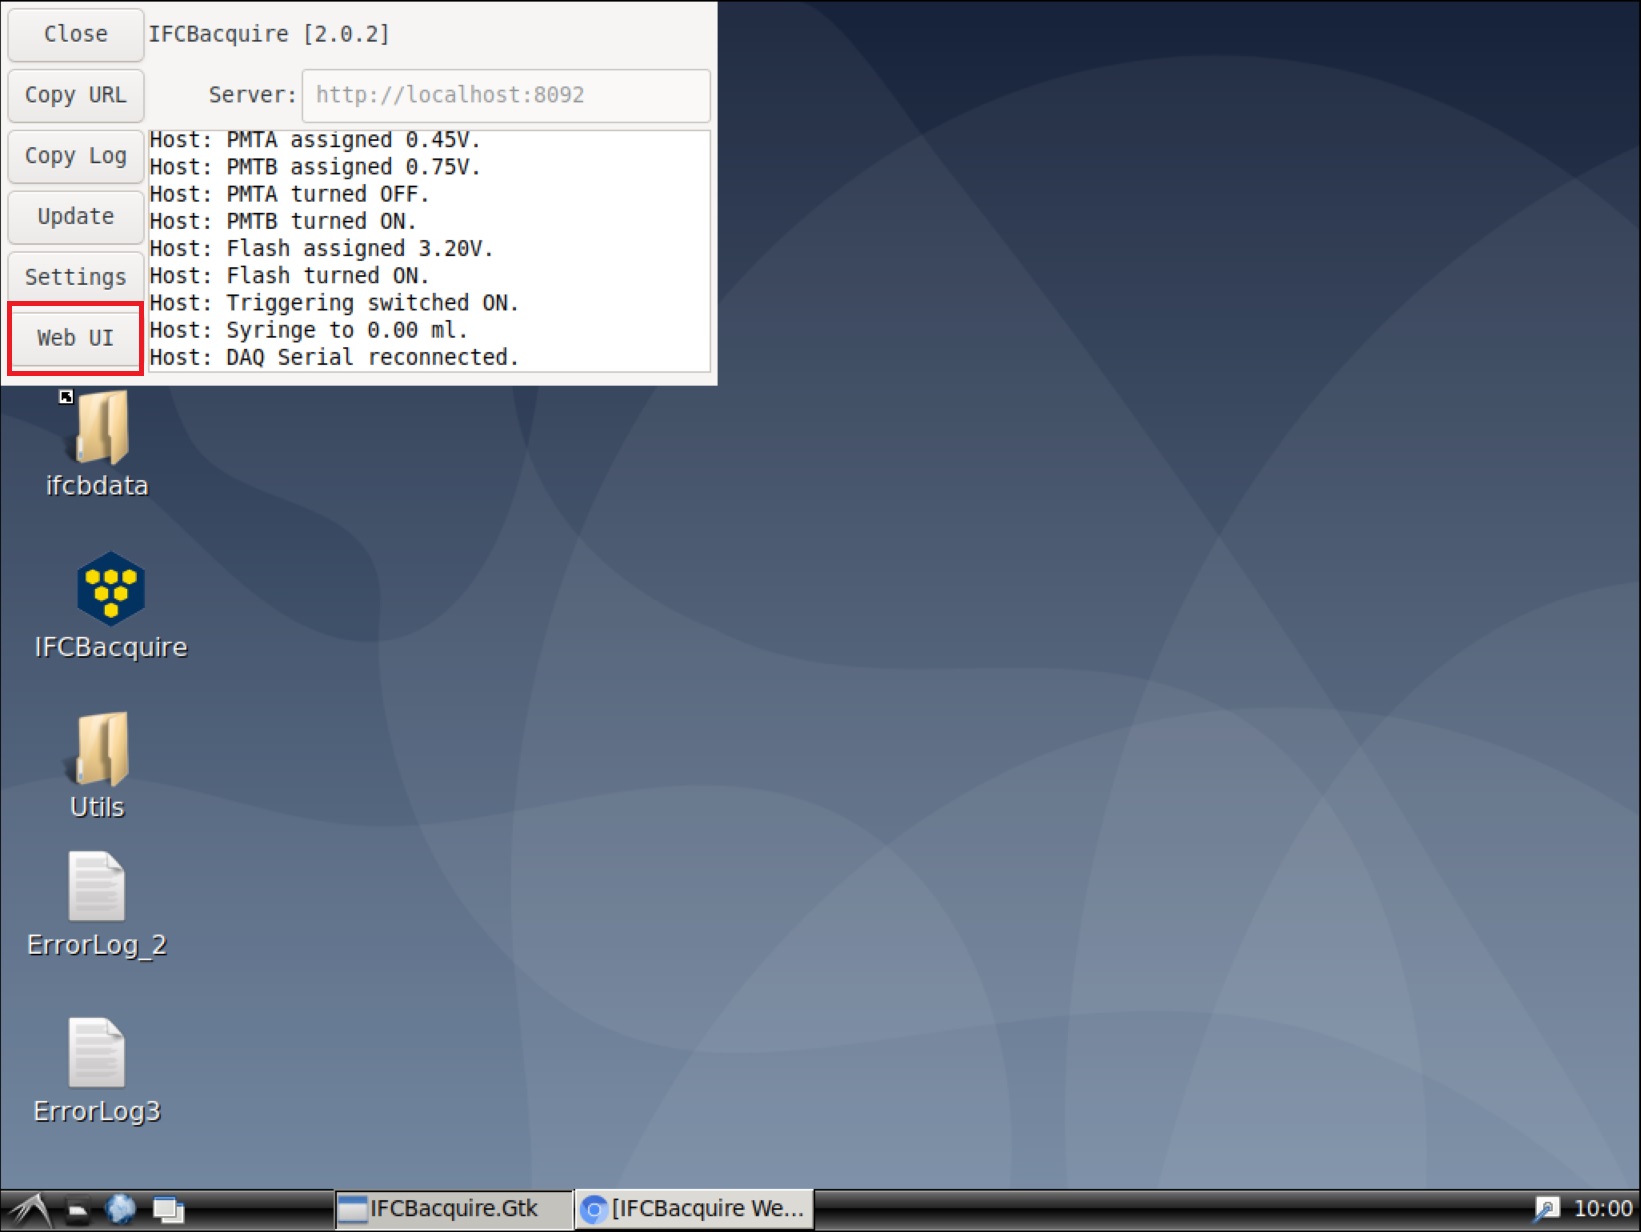 Close
IFCBacquire [2.0.2]
Copy URL
Server: http://localhost:8092
Copy Log
Update
Settings
Web UI
Host: PMTA assigned 0.45V.
Host: PMTB assigned 0.75V.
Host: PMTA turned OFF.
Host: PMTB turned ON.
Host: Flash assigned 3.20V.
Host: Flash turned ON.
Host: Triggering switched ON.
Host: Syringe to 0.00 ml.
Host: DAQ Serial reconnected.
ifcbdata
IFCBacquire
Utils
ErrorLog_2
ErrorLog3
IFCBacquire.Gtk
[IFCBacquire We...
10:00